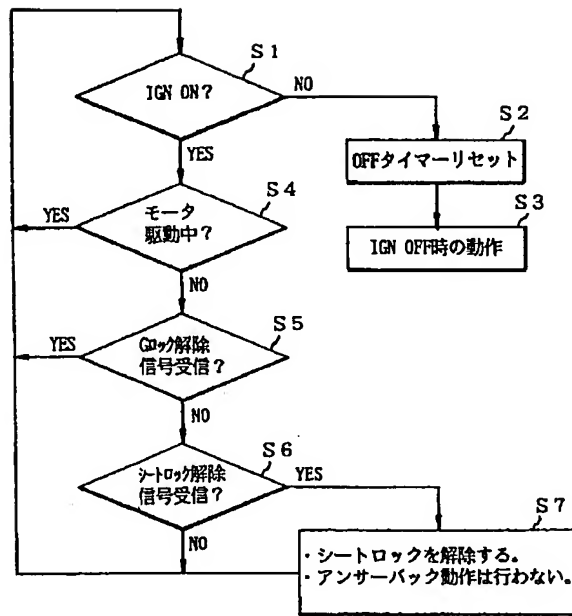 S1
IGN ON?
NO
YES
S2
OFFタイマーリセット
S3
IGN OFF時の動作
S4
モータ
駆動中?
YES
NO
S5
Gロック解除
信号受信?
YES
NO
S6
シートロック解除
信号受信?
YES
NO
S7
・シートロックを解除する。
・アンサーバック動作は行わない。